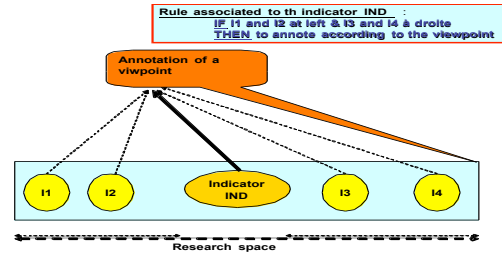 Rule associated to th indicator IND :
IF I1 and I2 at left & I3 and I4 à droite
THEN to annote according to the viewpoint
Annotation of a
viwpoint
I1
I2
Indicator
IND
I3
I4
Research space